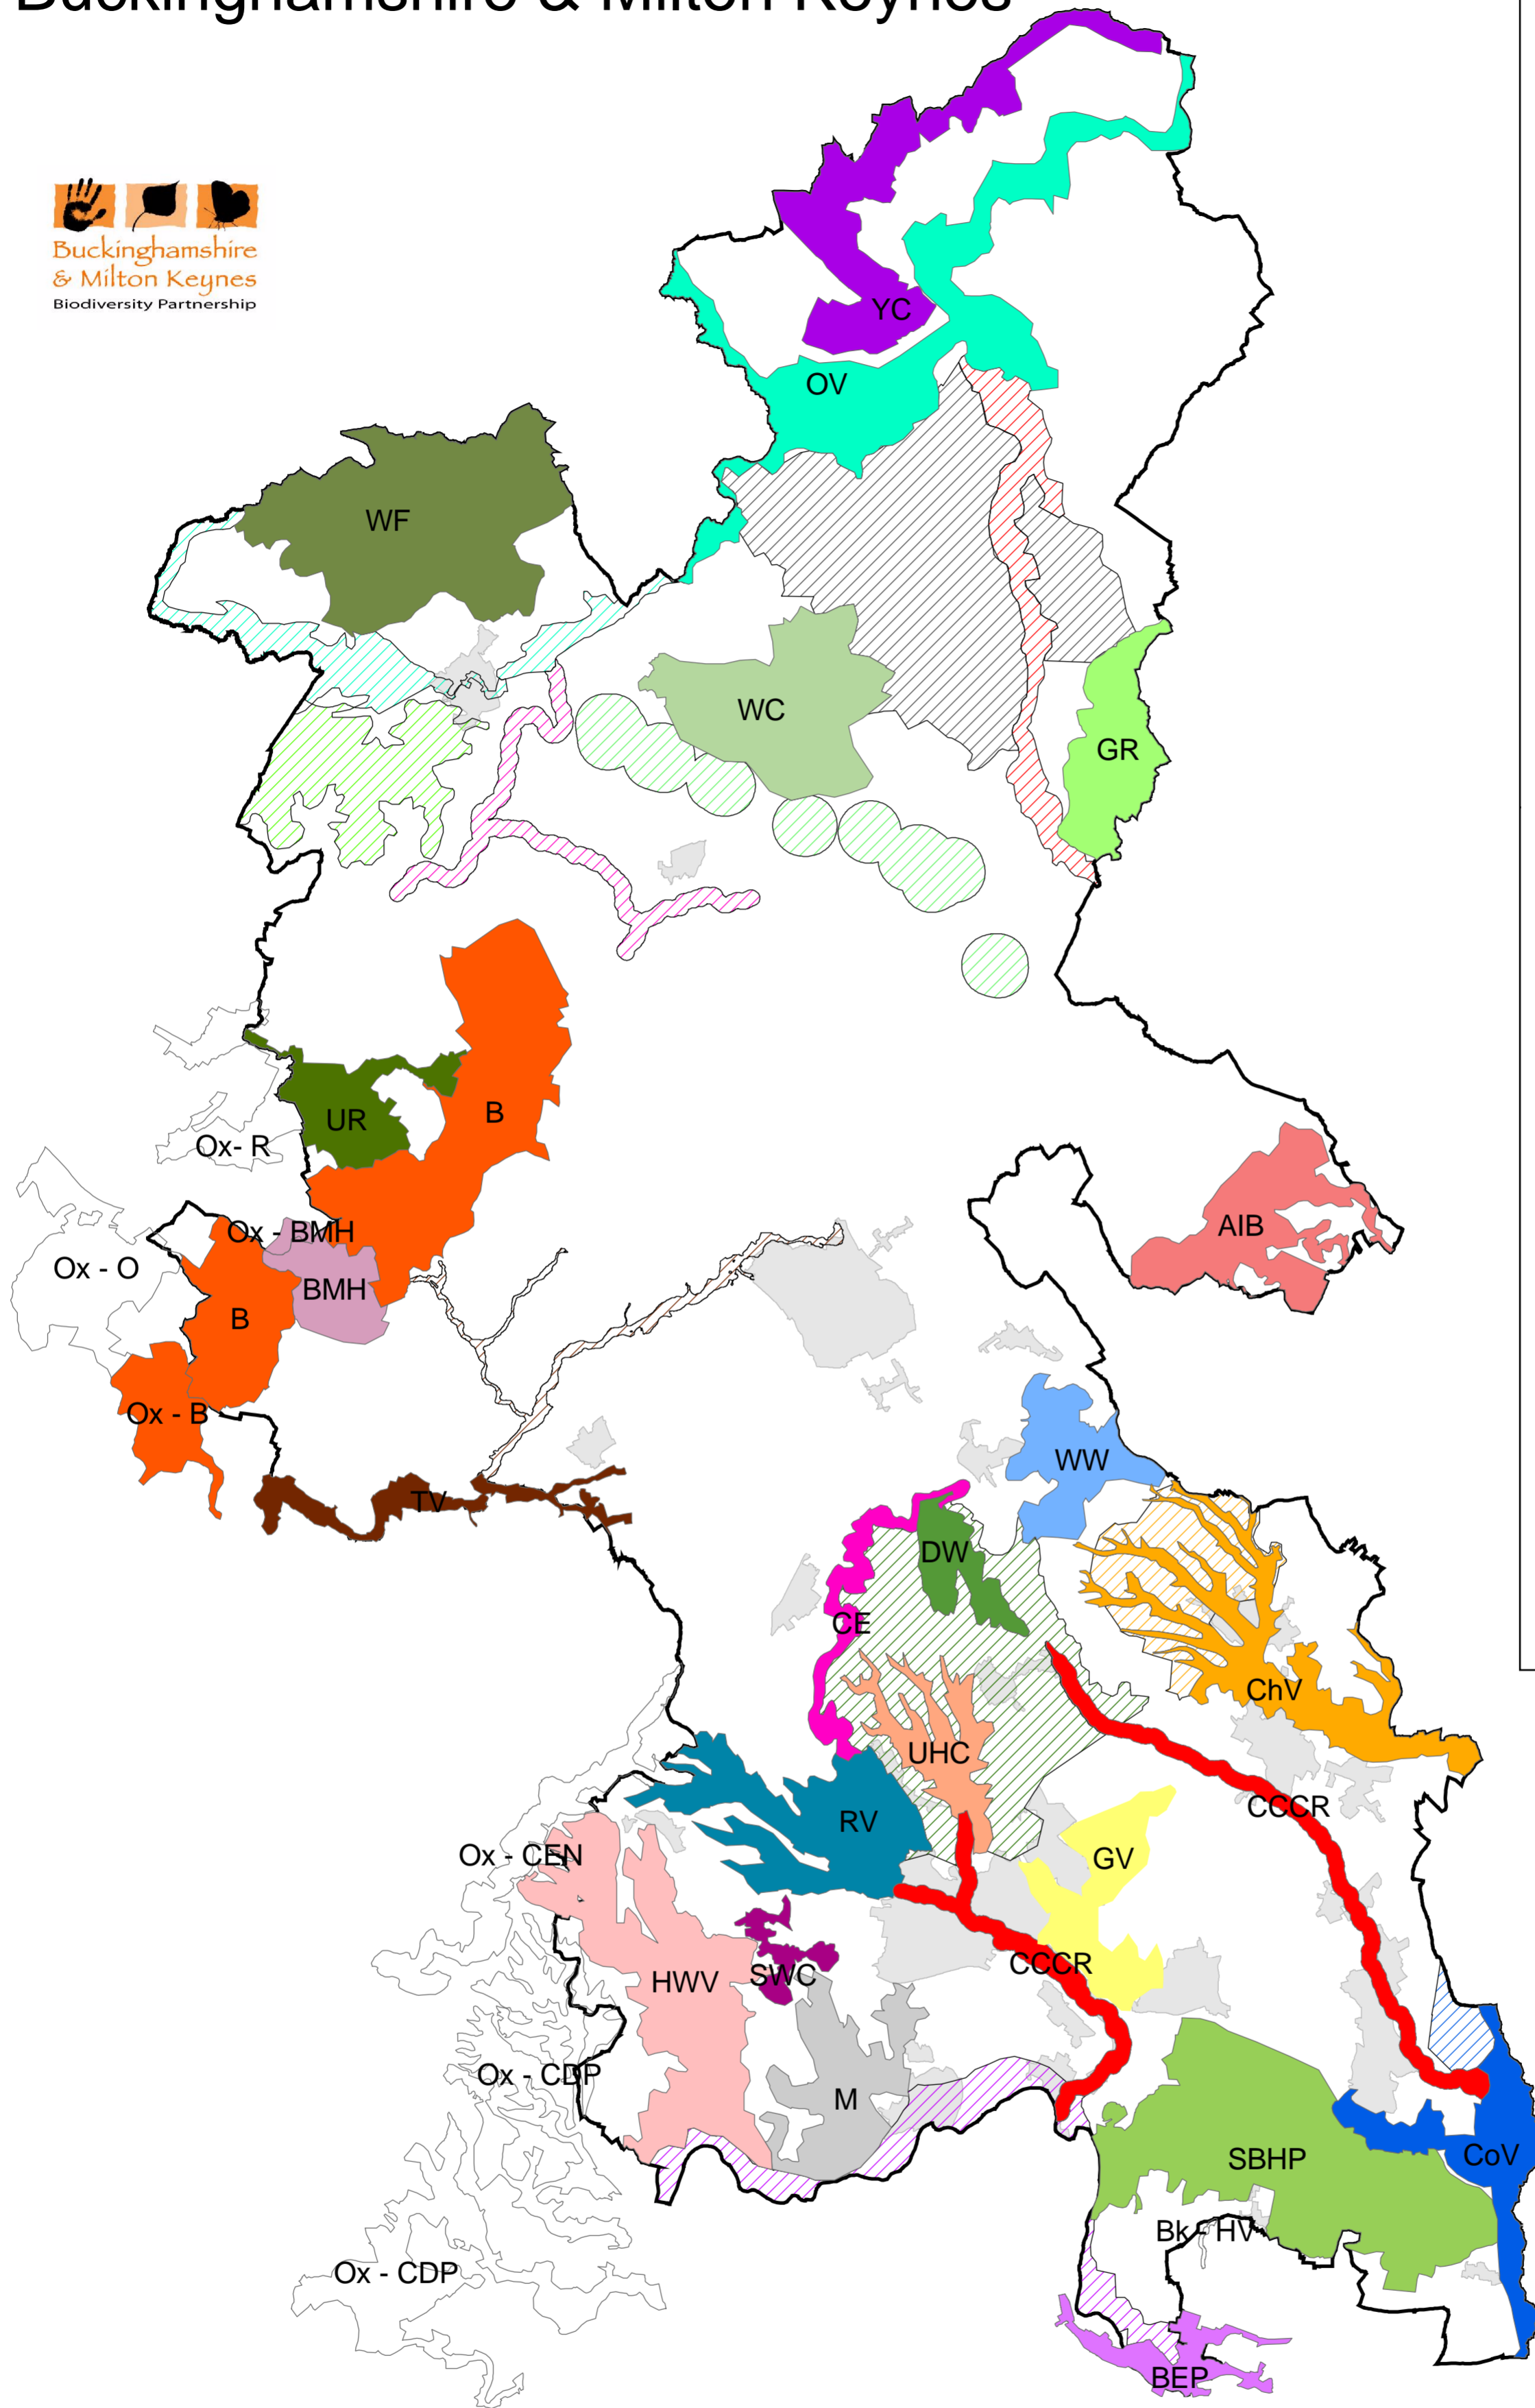 Buckinghamshire & Milton Keynes
Buckinghamshire
& Milton Keynes
Biodiversity Partnership
YC
OV
WF
WC
GR
UR
B
Ox- R
AIB
Ox - BMH
Ox - O
BMH
B
Ox - B
WW
TV
DW
CE
ChV
UHC
CCCR
RV
Ox - CEN
GV
CCCR
SWC
HWV
Ox - CDP
M
CoV
SBHP
Bk - HV
Ox - CDP
BEP